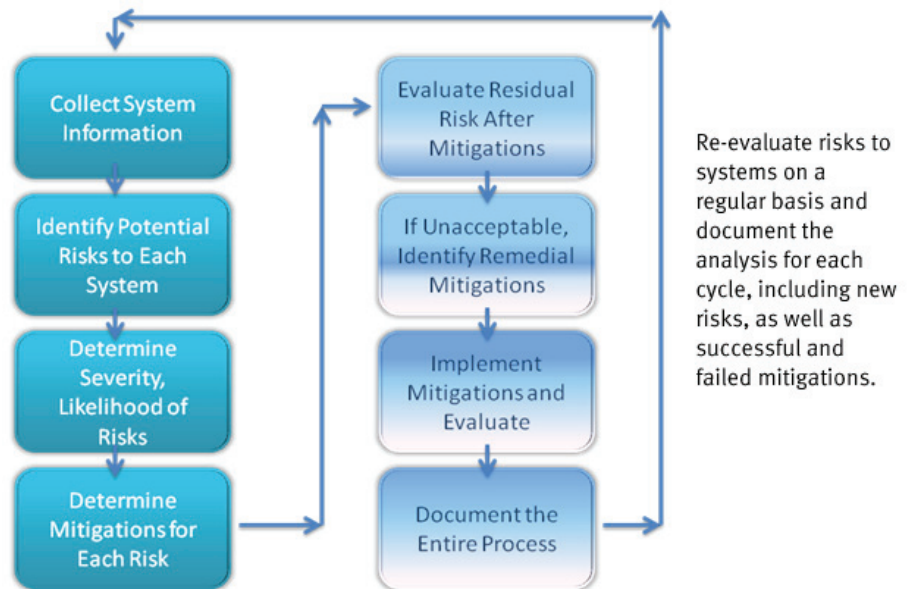 Collect System
Information
Identify Potential
Risks to Each
System
Determine
Severity,
Likelihood of
Risks
Determine
Mitigations for
Each Risk
Evaluate Residual
Risk After
Mitigations
If Unacceptable,
Identify Remedial
Mitigations
Implement
Mitigations and
Evaluate
Document the
Entire Process
Re-evaluate risks to
systems on a
regular basis and
document the
analysis for each
cycle, including new
risks, as well as
successful and
failed mitigations.